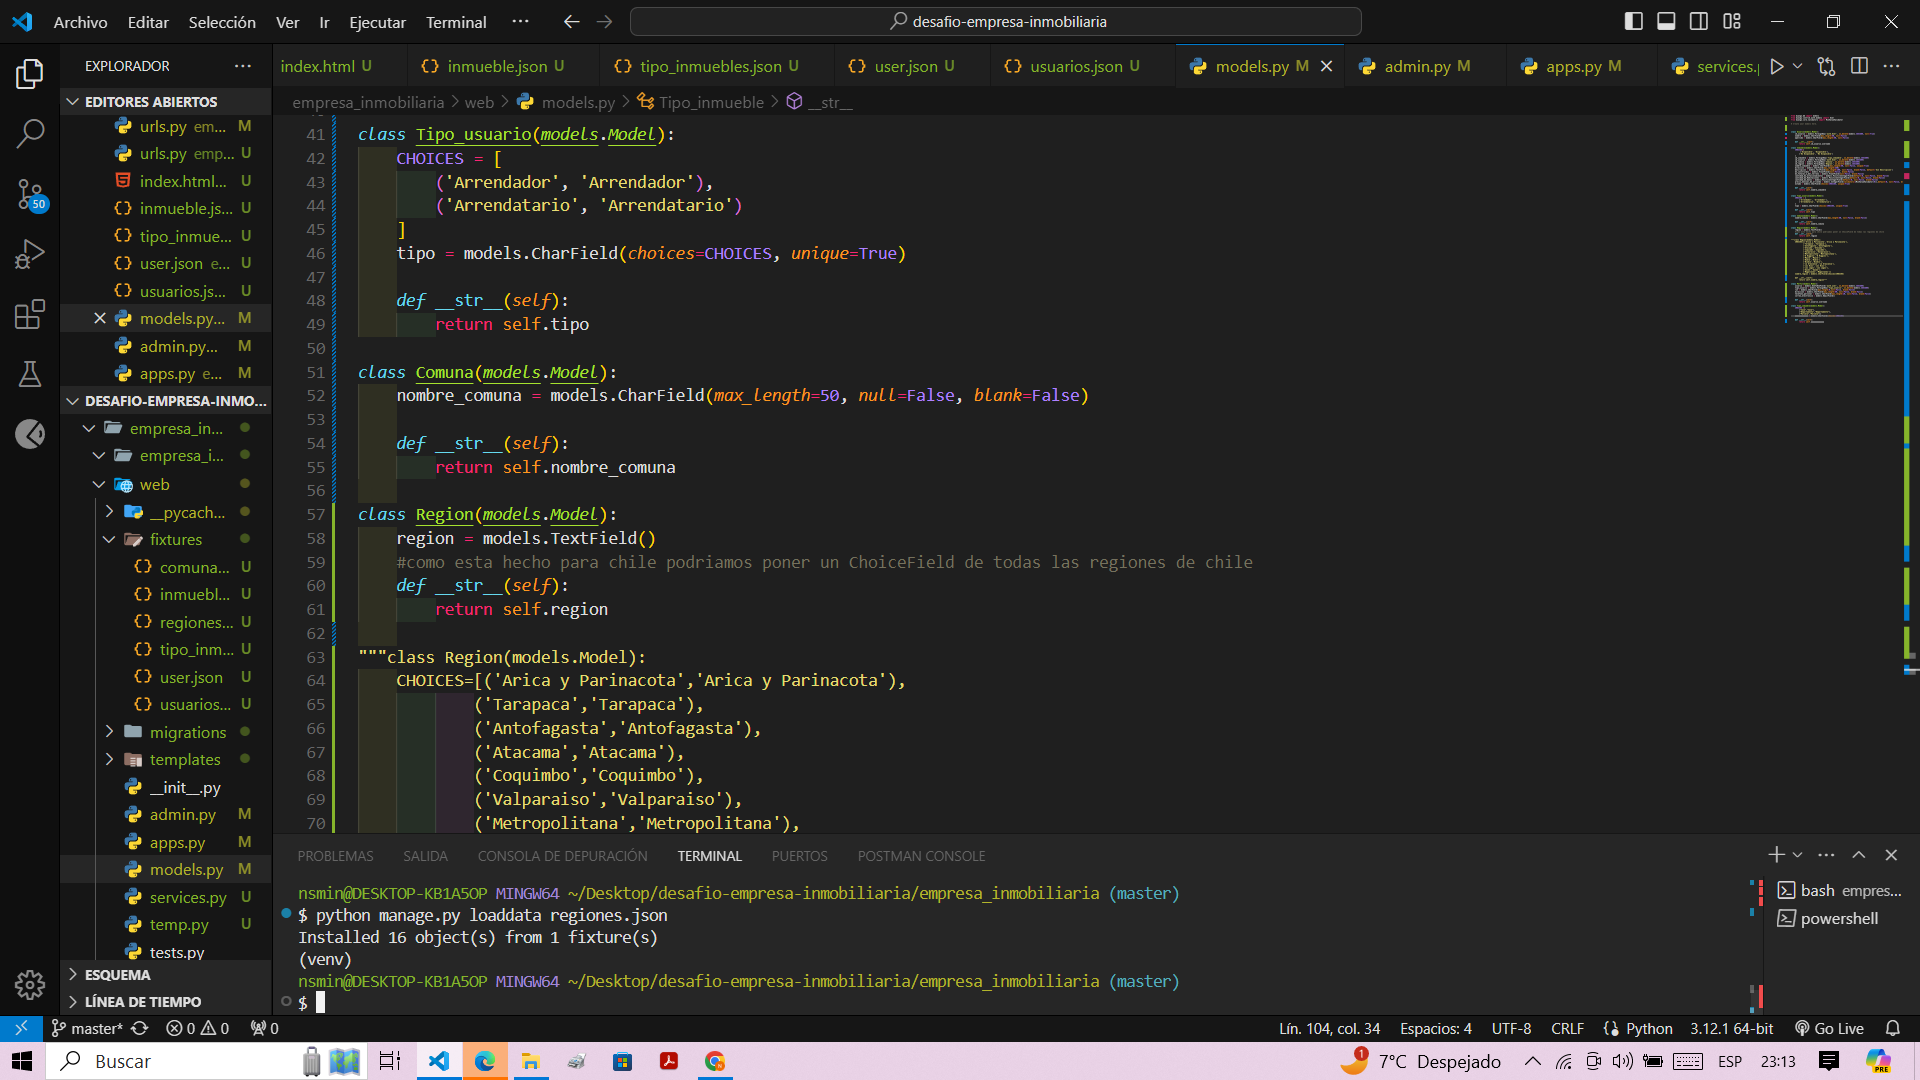 Archivo Editar Selección Ver Ir Ejecutar Terminal ··· desafio-empresa-inmobiliaria
EXPLORADOR ···
index.html U inmueble.json U tipo_inmuebles.json U user.json U usuarios.json U models.py M admin.py M apps.py M services.
EDITORES ABIERTOS
empresa_inmobiliaria > web > models.py > Tipo_inmueble > __str__
urls.py em... M
urls.py emp... U
index.html... U
inmueble.js... U
tipo_inmue... U
user.json e... U
usuarios.js... U
models.py... M
admin.py... M
apps.py e... M
DESAFIO-EMPRESA-INMO...
empresa_in...
empresa_i...
web
__pycach...
fixtures
comuna... U
inmuebl... U
regiones... U
tipo_inm... U
user.json U
usuarios... U
migrations
templates
__init__.py
admin.py M
apps.py M
models.py M
services.py U
temp.py U
tests.py
ESQUEMA
LÍNEA DE TIEMPO
50
41 class Tipo_usuario(models.Model):
42 CHOICES = [
43 ('Arrendador', 'Arrendador'),
44 ('Arrendatario', 'Arrendatario')
45 ]
46 tipo = models.CharField(choices=CHOICES, unique=True)
47
48 def __str__(self):
49 return self.tipo
50
51 class Comuna(models.Model):
52 nombre_comuna = models.CharField(max_length=50, null=False, blank=False)
53
54 def __str__(self):
55 return self.nombre_comuna
56
57 class Region(models.Model):
58 region = models.TextField()
59 #como esta hecho para chile podriamos poner un ChoiceField de todas las regiones de chile
60 def __str__(self):
61 return self.region
62
63 """class Region(models.Model):
64 CHOICES=[('Arica y Parinacota','Arica y Parinacota'),
65 ('Tarapaca','Tarapaca'),
66 ('Antofagasta','Antofagasta'),
67 ('Atacama','Atacama'),
68 ('Coquimbo','Coquimbo'),
69 ('Valparaiso','Valparaiso'),
70 ('Metropolitana','Metropolitana'),
PROBLEMAS SALIDA CONSOLA DE DEPURACIÓN TERMINAL PUERTOS POSTMAN CONSOLE
nsmin@DESKTOP-KB1A5OP MINGW64 ~/Desktop/desafio-empresa-inmobiliaria/empresa_inmobiliaria (master)
$ python manage.py loaddata regiones.json
Installed 16 object(s) from 1 fixture(s)
(venv)
nsmin@DESKTOP-KB1A5OP MINGW64 ~/Desktop/desafio-empresa-inmobiliaria/empresa_inmobiliaria (master)
$
bash empres...
powershell
master* 0 0 0 Lín. 104, col. 34 Espacios: 4 UTF-8 CRLF Python 3.12.1 64-bit Go Live
Buscar 1 7°C Despejado ESP 23:13 PRE